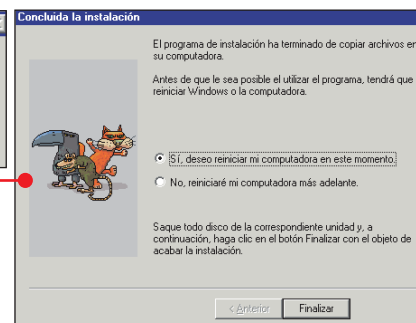 Concluida la instalación
El programa de instalación ha terminado de copiar archivos en
su computadora.
Antes de que le sea posible el utilizar el programa, tendrá que
reiniciar Windows o la computadora.
Sí, deseo reiniciar mi computadora en este momento.
No, reiniciaré mi computadora más adelante.
Saque todo disco de la correspondiente unidad y, a
continuación, haga clic en el botón Finalizar con el objeto de
acabar la instalación.
< Anterior
Finalizar